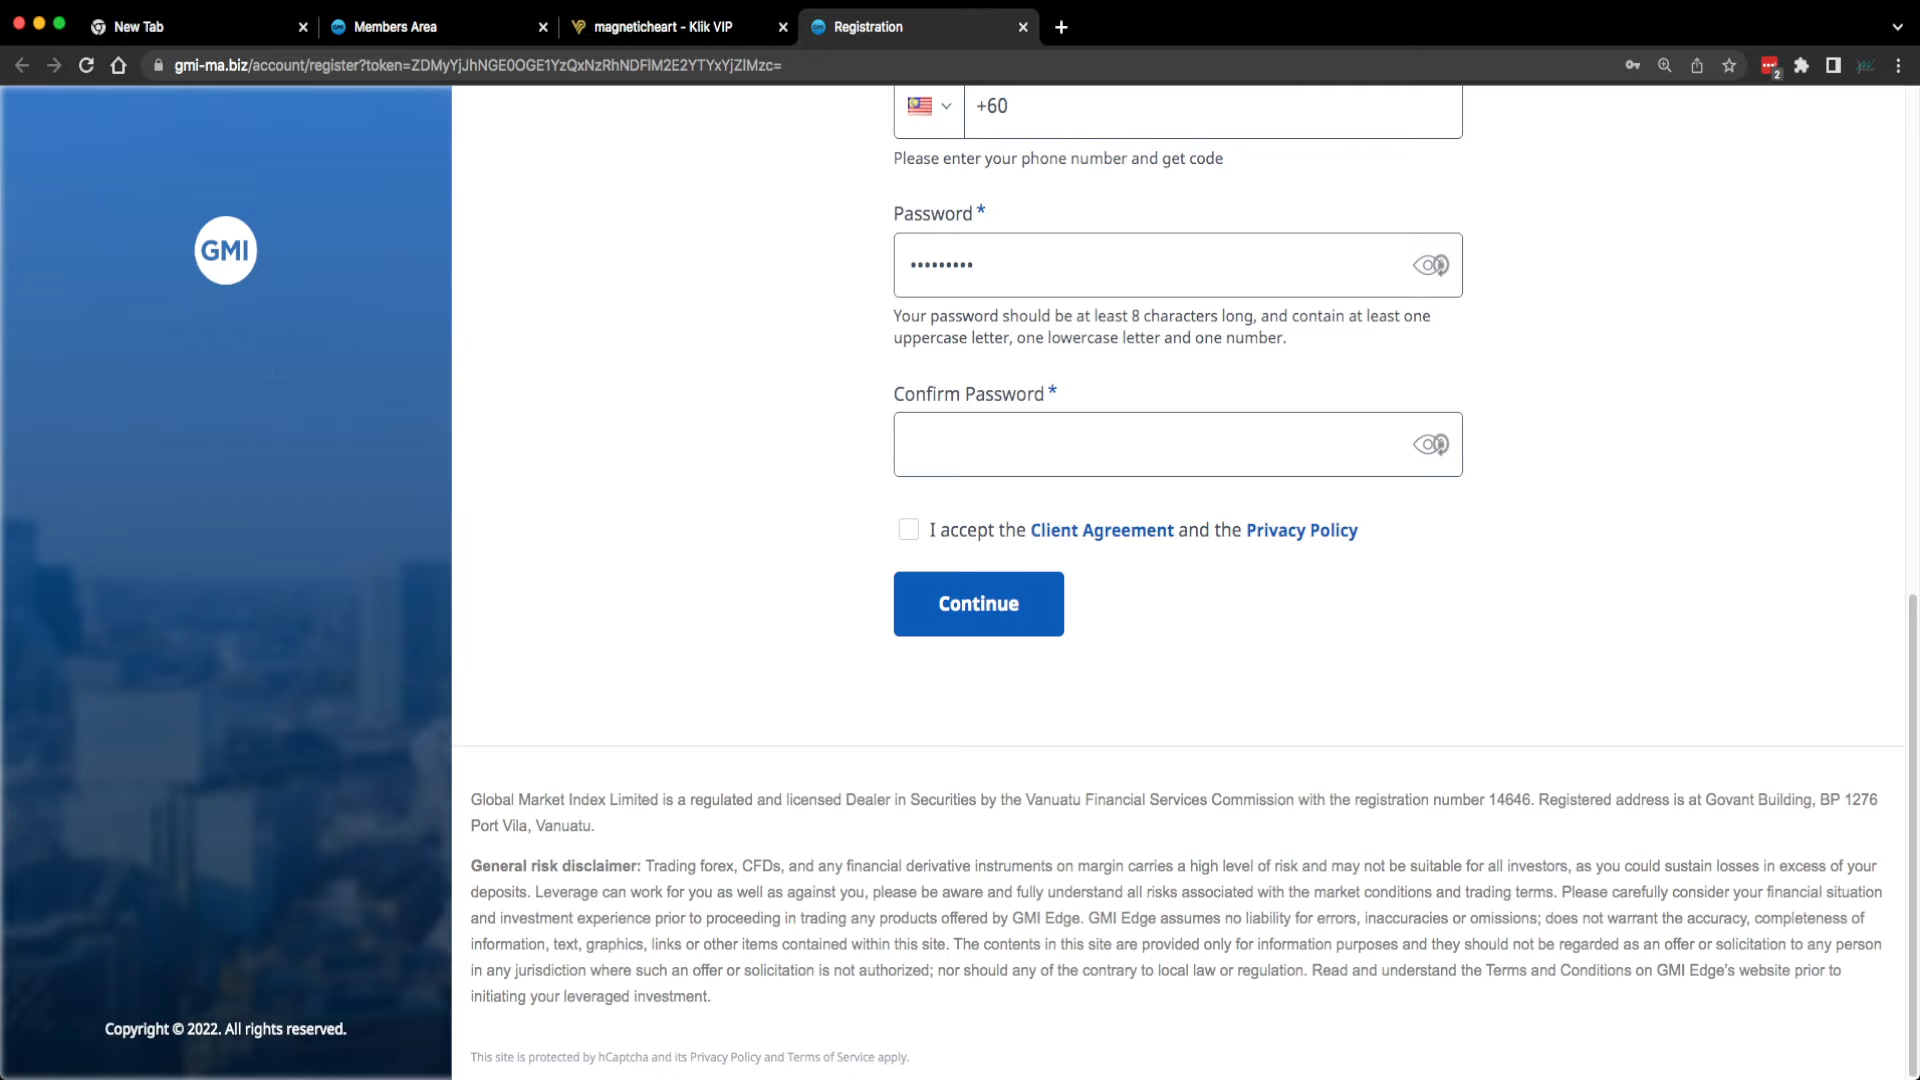 New Tab
Members Area
magneticheart - Klik VIP
Registration
gmi-ma.biz/account/register?token=ZDMyYjJhNGE0OGE1YzQxNzRhNDFlM2E2YTYxYjZlMzc=
2
GMI
+60
Please enter your phone number and get code
Password *
Your password should be at least 8 characters long, and contain at least one
uppercase letter, one lowercase letter and one number.
Confirm Password *
I accept the Client Agreement and the Privacy Policy
Continue
Global Market Index Limited is a regulated and licensed Dealer in Securities by the Vanuatu Financial Services Commission with the registration number 14646. Registered address is at Govant Building, BP 1276
Port Vila, Vanuatu.
General risk disclaimer: Trading forex, CFDs, and any financial derivative instruments on margin carries a high level of risk and may not be suitable for all investors, as you could sustain losses in excess of your
deposits. Leverage can work for you as well as against you, please be aware and fully understand all risks associated with the market conditions and trading terms. Please carefully consider your financial situation
and investment experience prior to proceeding in trading any products offered by GMI Edge. GMI Edge assumes no liability for errors, inaccuracies or omissions; does not warrant the accuracy, completeness of
information, text, graphics, links or other items contained within this site. The contents in this site are provided only for information purposes and they should not be regarded as an offer or solicitation to any person
in any jurisdiction where such an offer or solicitation is not authorized; nor should any of the contrary to local law or regulation. Read and understand the Terms and Conditions on GMI Edge's website prior to
initiating your leveraged investment.
Copyright © 2022. All rights reserved.
This site is protected by hCaptcha and its Privacy Policy and Terms of Service apply.